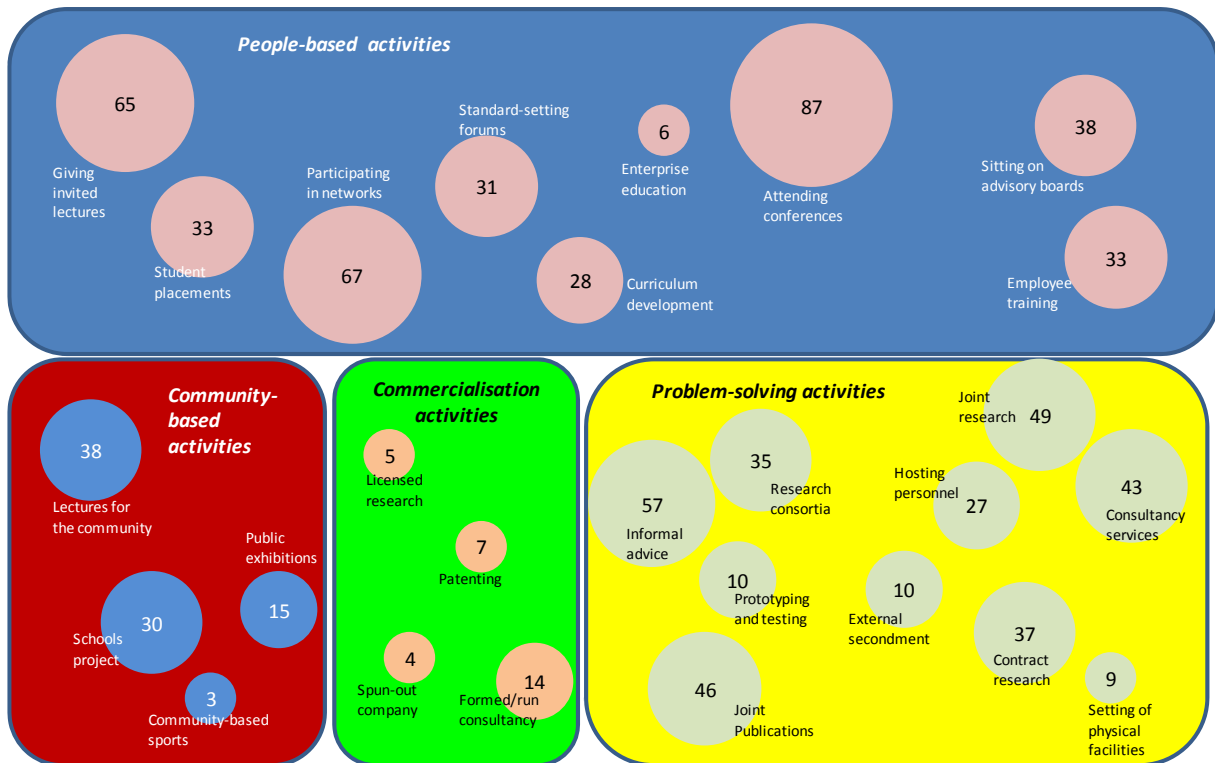 People-based activities
65
Giving
invited
lectures
33
Student
placements
Participating
in networks
67
Standard-setting
forums
31
28
Curriculum
development
6
Enterprise
education
87
Attending
conferences
38
Sitting on
advisory boards
33
Employee
training
Community-
based
activities
38
Lectures for
the community
Public
exhibitions
15
30
Schools
project
3
Community-based
sports
Commercialisation
activities
5
Licensed
research
7
Patenting
4
Spun-out
company
14
Formed/run
consultancy
Problem-solving activities
Joint
research
49
35
Research
consortia
57
Informal
advice
Hosting
personnel
27
43
Consultancy
services
10
Prototyping
and testing
10
External
secondment
37
Contract
research
46
Joint
Publications
9
Setting of
physical
facilities